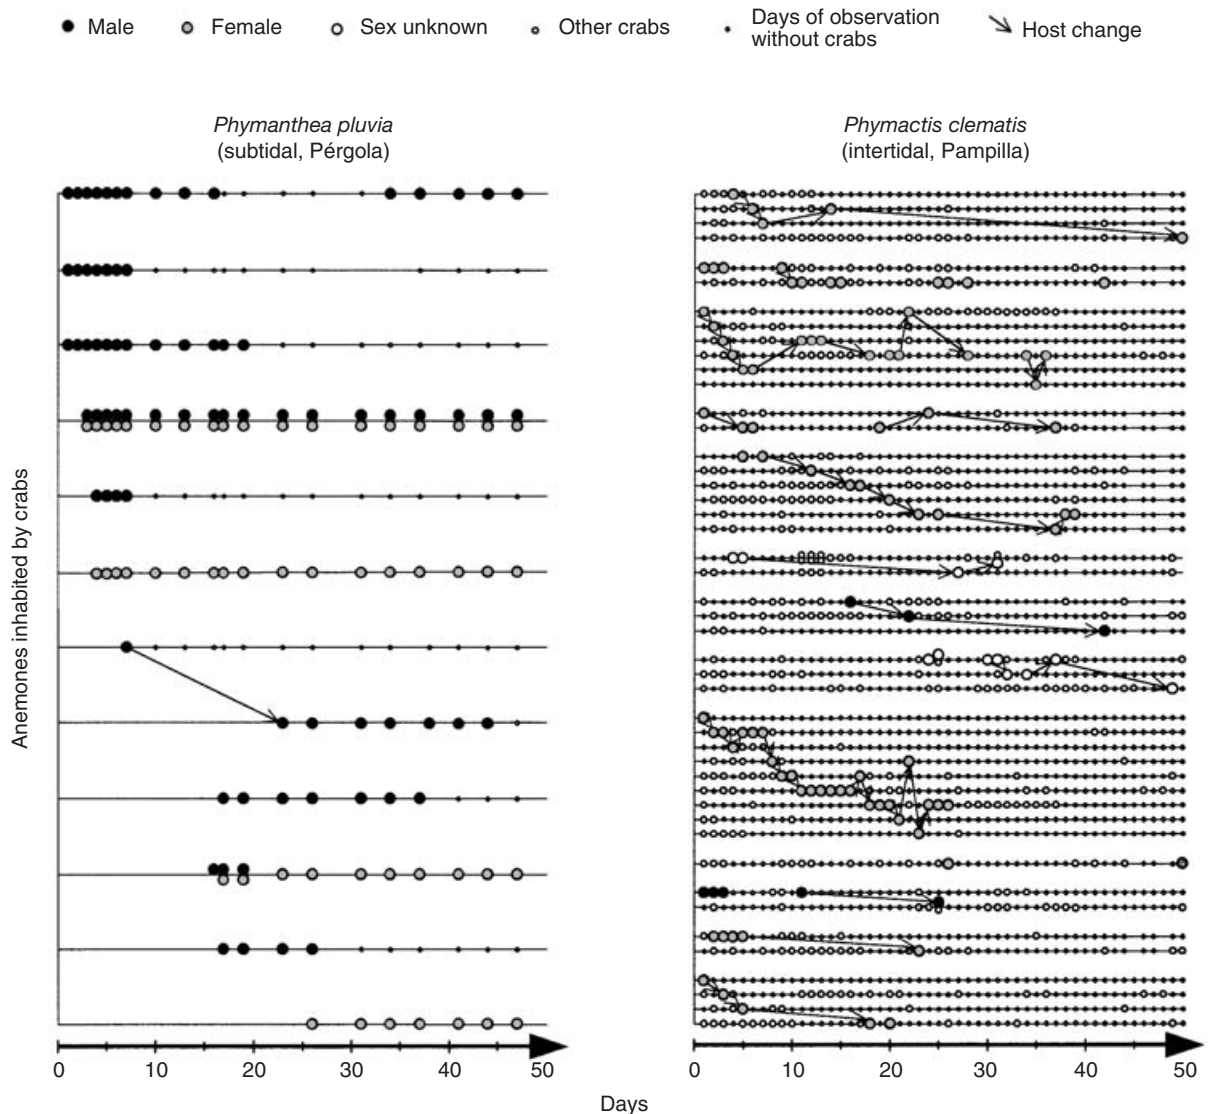 Male
Female
Sex unknown
Other crabs
Days of observation
without crabs
Host change
Phymanthea pluvia
(subtidal, Pérgola)
Phymactis clematis
(intertidal, Pampilla)
Anemones inhabited by crabs
0 10 20 30 40 50
0 10 20 30 40 50
Days